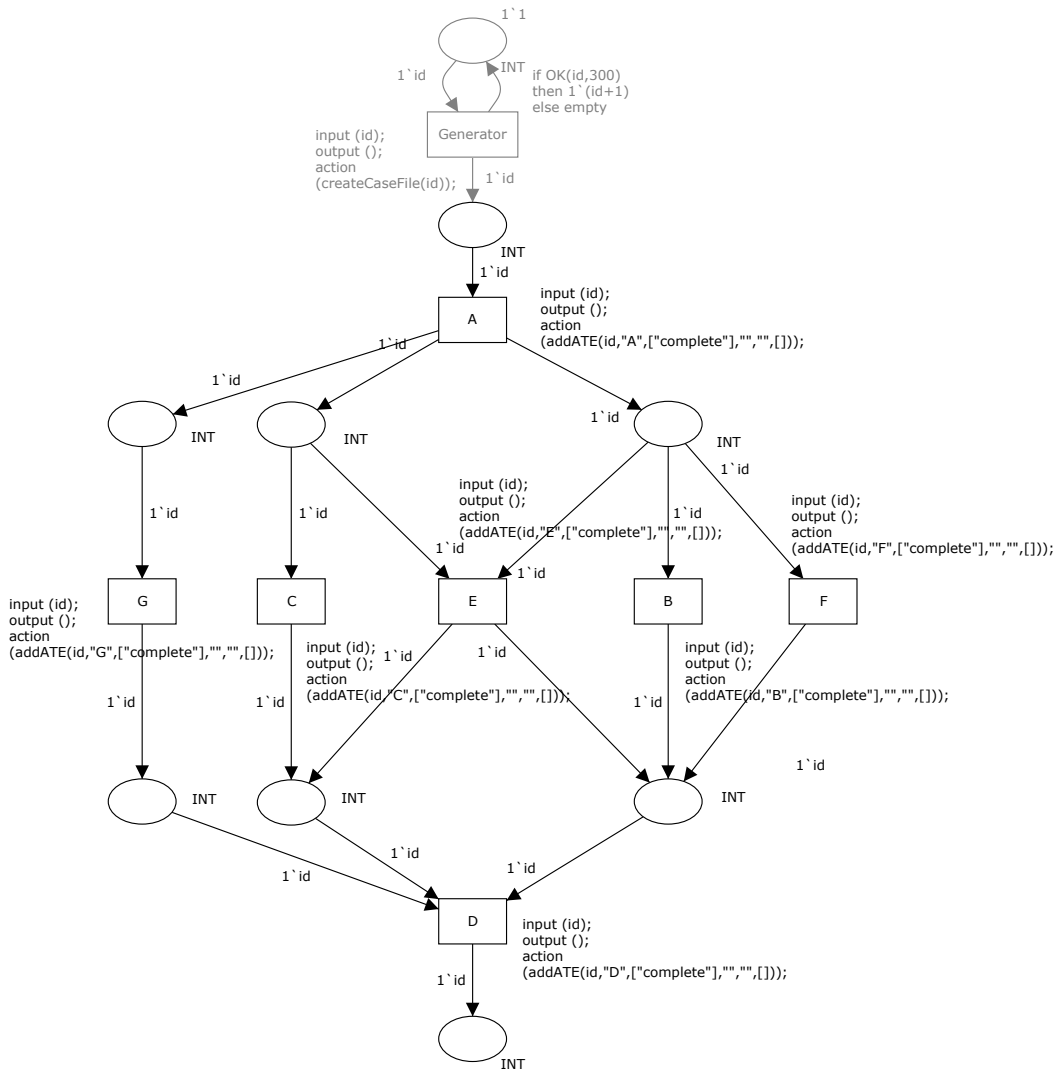 1`1
1`id
INT
if OK(id,300)
then 1`(id+1)
else empty
Generator
input (id);
output ();
action
(createCaseFile(id));
1`id
INT
1`id
A
input (id);
output ();
action
(addATE(id,"A",["complete"],"","",[]));
1`id
1`id
1`id
INT
INT
INT
1`id
1`id
1`id
1`id
input (id);
output ();
action
(addATE(id,"E",["complete"],"","",[]));
input (id);
output ();
action
(addATE(id,"F",["complete"],"","",[]));
1`id
1`id
G
C
E
B
F
input (id);
output ();
action
(addATE(id,"G",["complete"],"","",[]));
input (id);
output ();
action
(addATE(id,"C",["complete"],"","",[]));
1`id
1`id
input (id);
output ();
action
(addATE(id,"B",["complete"],"","",[]));
1`id
1`id
1`id
1`id
INT
INT
INT
1`id
1`id
1`id
D
input (id);
output ();
action
(addATE(id,"D",["complete"],"","",[]));
1`id
INT